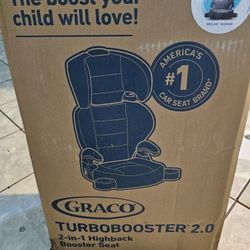 The boost your
child will love!
AMERICA'S
#1
CAR SEAT BRAND*
GRACO
TURBOBOOSTER 2.0
2-in-1 Highback
Booster Seat